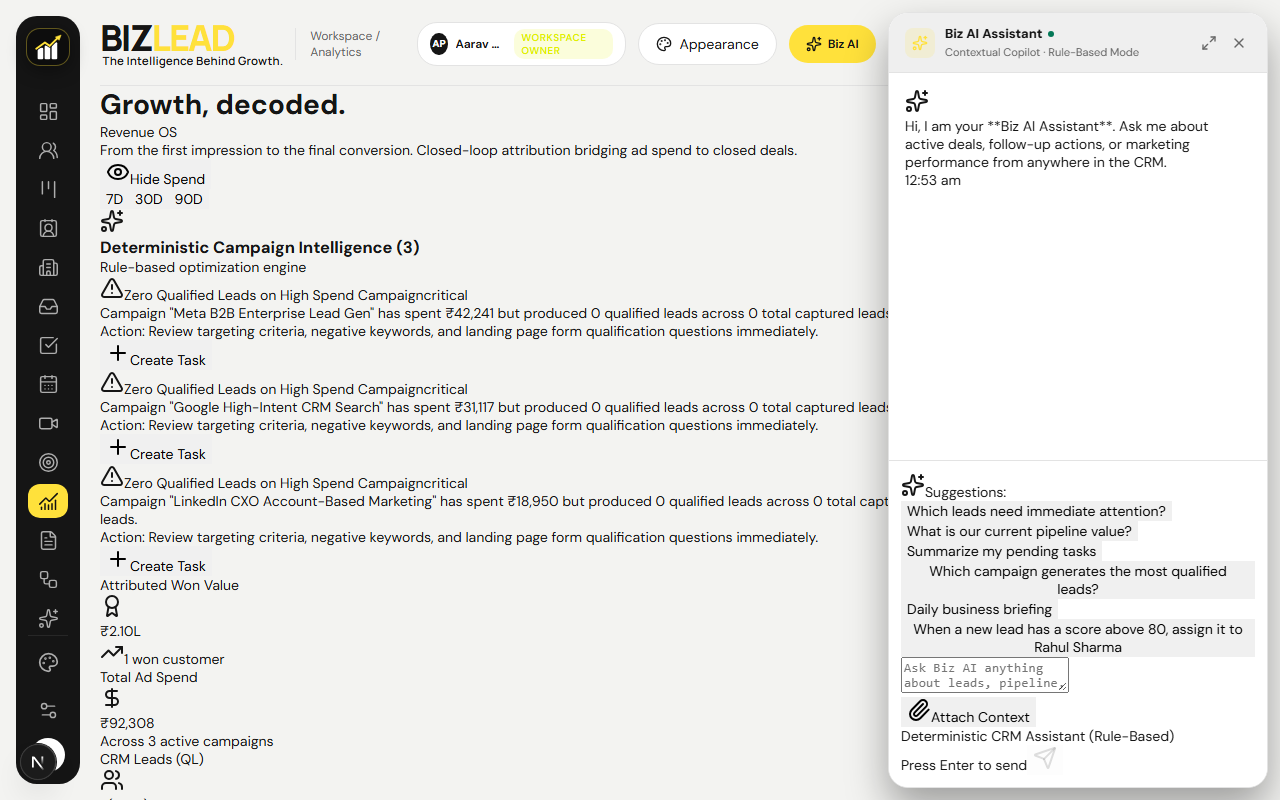 BIZLEAD
The Intelligence Behind Growth.
Workspace /
Analytics
AP
Aarav ...
WORKSPACE
OWNER
Appearance
Biz AI
Growth, decoded.
Revenue OS
From the first impression to the final conversion. Closed-loop attribution bridging ad spend to closed deals.
Hide Spend
7D 30D 90D
Deterministic Campaign Intelligence (3)
Rule-based optimization engine
Zero Qualified Leads on High Spend Campaigncritical
Campaign "Meta B2B Enterprise Lead Gen" has spent ₹42,241 but produced 0 qualified leads across 0 total captured leads
Action: Review targeting criteria, negative keywords, and landing page form qualification questions immediately.
Create Task
Zero Qualified Leads on High Spend Campaigncritical
Campaign "Google High-Intent CRM Search" has spent ₹31,117 but produced 0 qualified leads across 0 total captured leads
Action: Review targeting criteria, negative keywords, and landing page form qualification questions immediately.
Create Task
Zero Qualified Leads on High Spend Campaigncritical
Campaign "LinkedIn CXO Account-Based Marketing" has spent ₹18,950 but produced 0 qualified leads across 0 total capt
leads.
Action: Review targeting criteria, negative keywords, and landing page form qualification questions immediately.
Create Task
Attributed Won Value
₹2.10L
1 won customer
Total Ad Spend
₹92,308
Across 3 active campaigns
CRM Leads (QL)
N
Biz AI Assistant
Contextual Copilot · Rule-Based Mode
Hi, I am your **Biz AI Assistant**. Ask me about
active deals, follow-up actions, or marketing
performance from anywhere in the CRM.
12:53 am
Suggestions:
Which leads need immediate attention?
What is our current pipeline value?
Summarize my pending tasks
Which campaign generates the most qualified
leads?
Daily business briefing
When a new lead has a score above 80, assign it to
Rahul Sharma
Ask Biz AI anything
about leads, pipeline,
Attach Context
Deterministic CRM Assistant (Rule-Based)
Press Enter to send